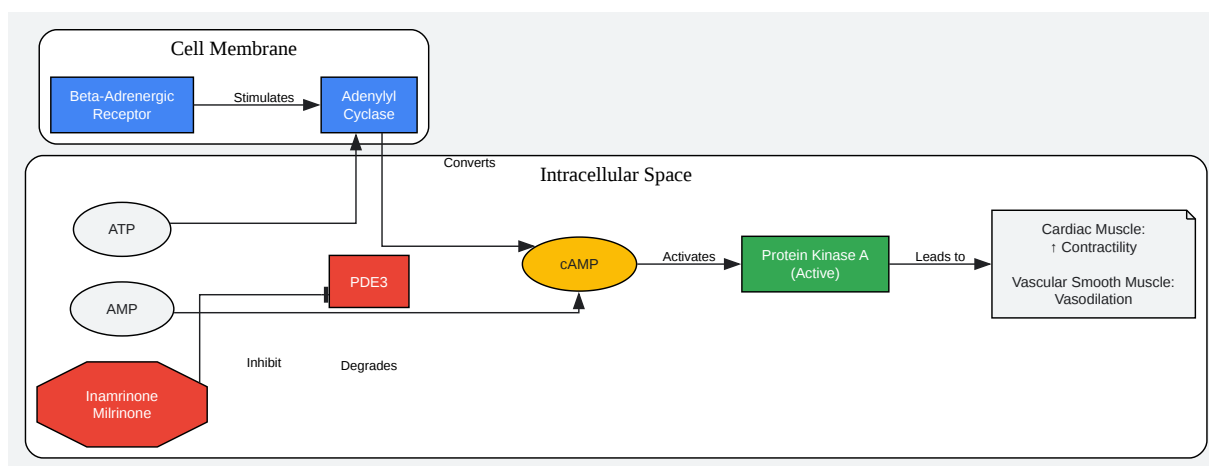 Cell Membrane
Beta-Adrenergic
Receptor
Stimulates
Adenylyl
Cyclase
Converts
Intracellular Space
ATP
AMP
PDE3
cAMP
Activates
Protein Kinase A
(Active)
Leads to
Cardiac Muscle:
↑ Contractility
Vascular Smooth Muscle:
Vasodilation
Inhibit
Degrades
Inamrinone
Milrinone